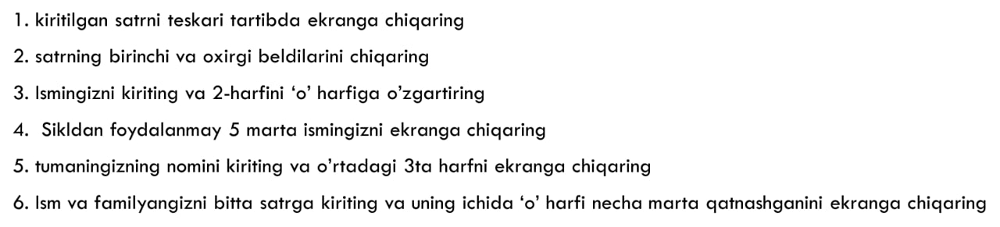 1. kiritilgan satrni teskari tartibda ekranga chiqaring
2. satrning birinchi va oxirgi beldilarini chiqaring
3. Ismingizni kiriting va 2-harfini ‘o’ harfiga o’zgartiring
4. Sikldan foydalanmay 5 marta ismingizni ekranga chiqaring
5. tumaningizning nomini kiriting va o’rtadagi 3ta harfni ekranga chiqaring
6. Ism va familyangizni bitta satrga kiriting va uning ichida ‘o’ harfi necha marta qatnashganini ekranga chiqaring